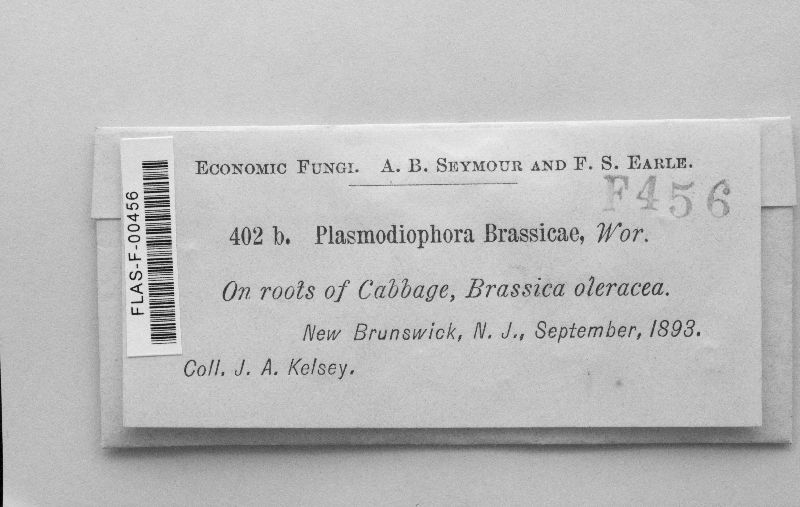 Economic Fungi. A. B. Seymour and F. S. Earle.
F456
402 b. Plasmodiophora Brassicae, Wor.
On roots of Cabbage, Brassica oleracea.
New Brunswick, N. J., September, 1893.
Coll. J. A. Kelsey.
FLAS-F-00456